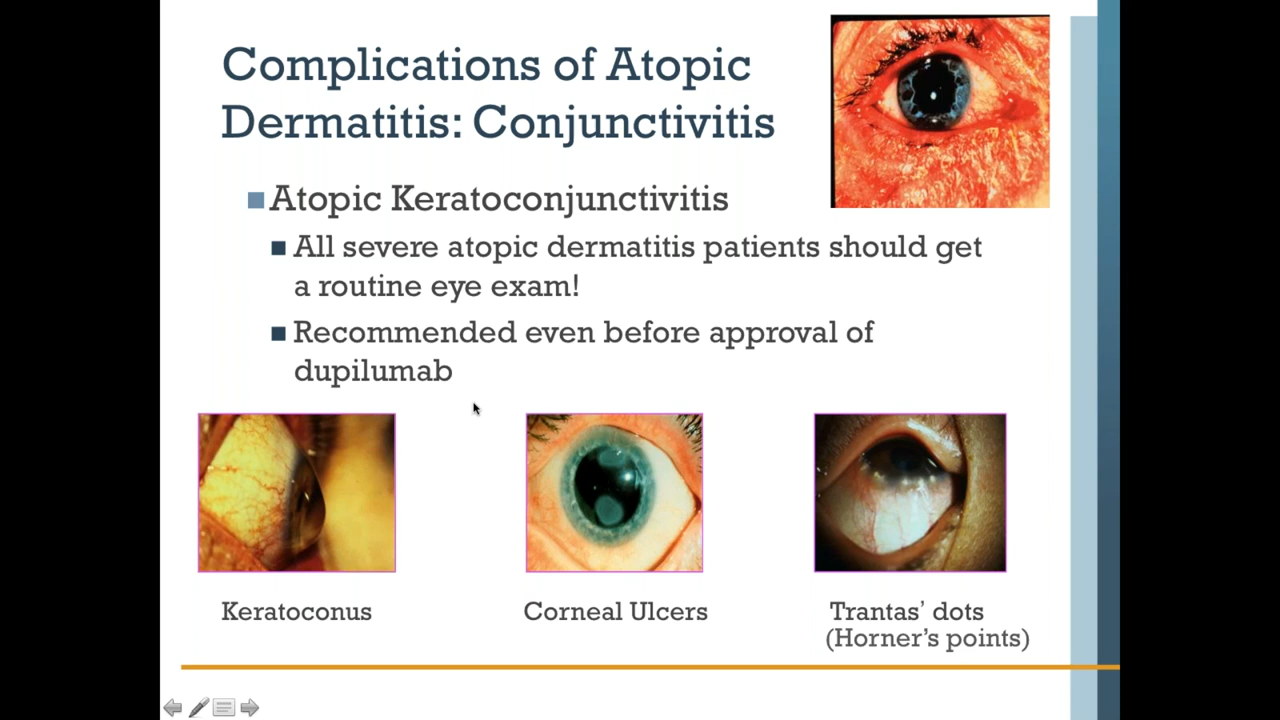 Complications of Atopic
Dermatitis: Conjunctivitis
Atopic Keratoconjunctivitis
All severe atopic dermatitis patients should get
a routine eye exam!
Recommended even before approval of
dupilumab
Keratoconus
Corneal Ulcers
Trantas’ dots
(Horner’s points)